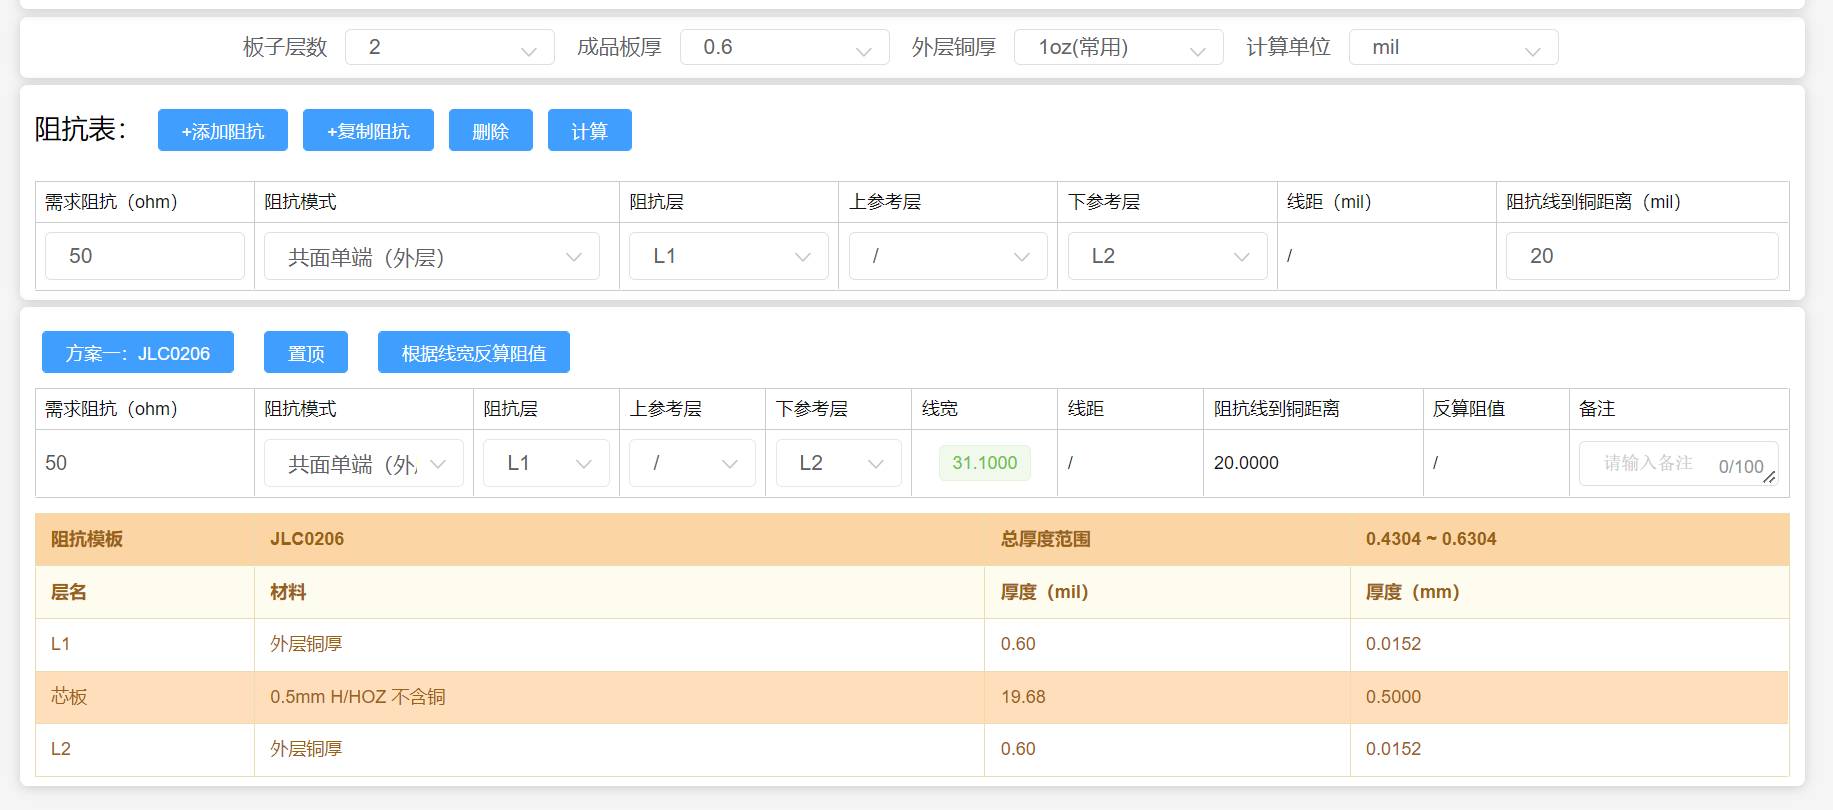 板子层数 2 成品板厚 0.6 外层铜厚 1oz(常用) 计算单位 mil
阻抗表： +添加阻抗 +复制阻抗 删除 计算
需求阻抗（ohm） 阻抗模式 阻抗层 上参考层 下参考层 线距（mil） 阻抗线到铜距离（mil）
50 共面单端（外层） L1 / L2 / 20
方案一：JLC0206 置顶 根据线宽反算阻值
需求阻抗（ohm） 阻抗模式 阻抗层 上参考层 下参考层 线宽 线距 阻抗线到铜距离 反算阻值 备注
50 共面单端（外 L1 / L2 31.1000 / 20.0000 / 请输入备注 0/100
阻抗模板 JLC0206 总厚度范围 0.4304 ~ 0.6304
层名 材料 厚度（mil） 厚度（mm）
L1 外层铜厚 0.60 0.0152
芯板 0.5mm H/HOZ 不含铜 19.68 0.5000
L2 外层铜厚 0.60 0.0152